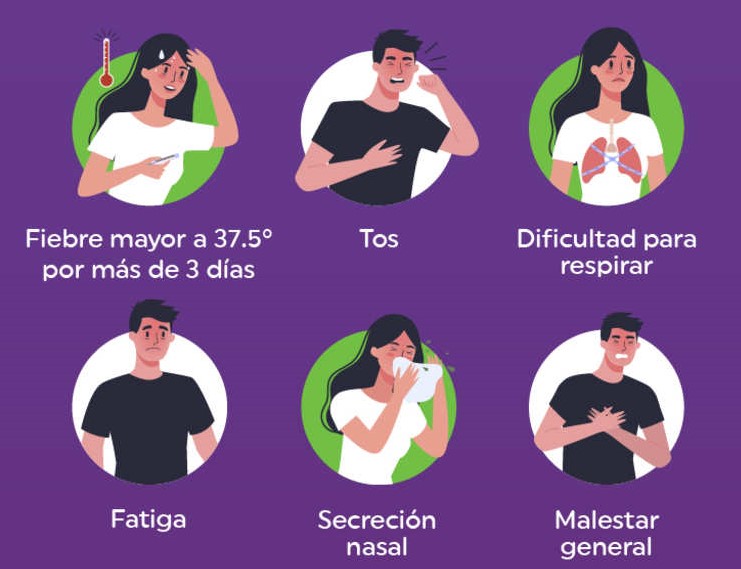 Fiebre mayor a 37.5°
por más de 3 días
Tos
Dificultad para
respirar
Fatiga
Secreción
nasal
Malestar
general